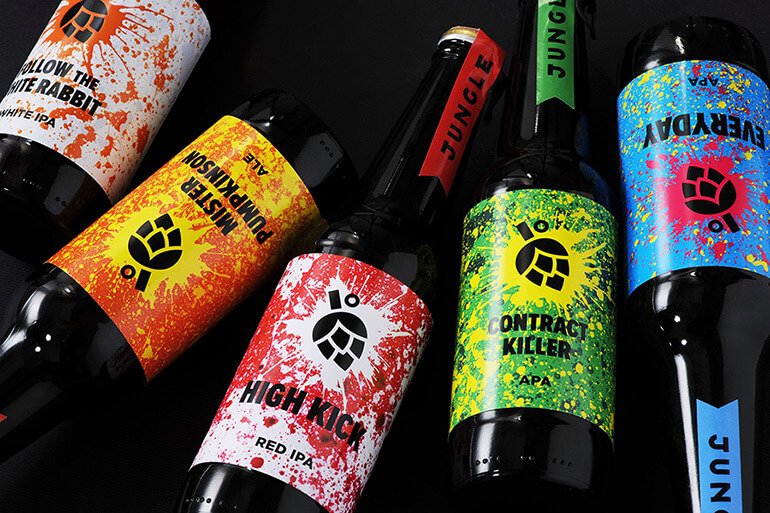 FOLLOW THE
WHITE RABBIT
WHITE IPA
MISTER
PUMPKINSON
ALE
JUNGLE
HIGH KICK
RED IPA
JUNGLE
CONTRACT
KILLER
APA
EVERYDAY
APA
JUNGLE